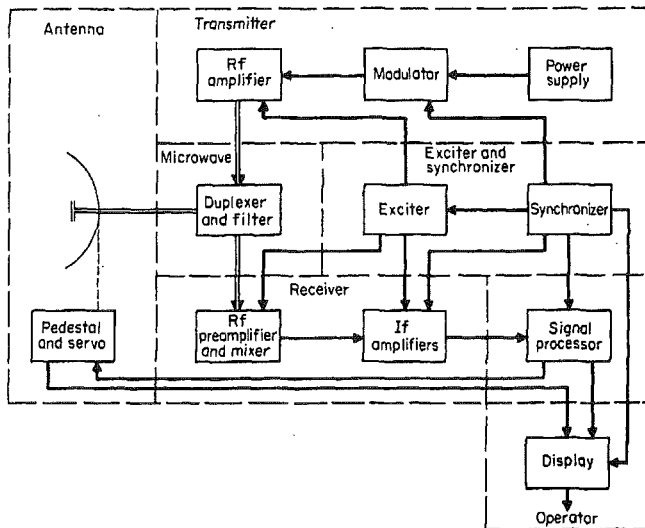 Antenna
Transmitter
Rf
amplifier
Modulator
Power
supply
Microwave
Exciter and
synchronizer
Duplexer
and filter
Exciter
Synchronizer
Receiver
Pedestal
and servo
Rf
preamplifier
and mixer
If
amplifiers
Signal
processor
Display
Operator